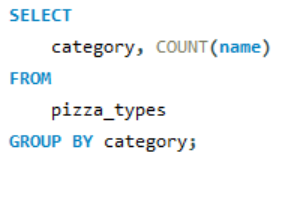 SELECT
    category, COUNT(name)
FROM
    pizza_types
GROUP BY category;